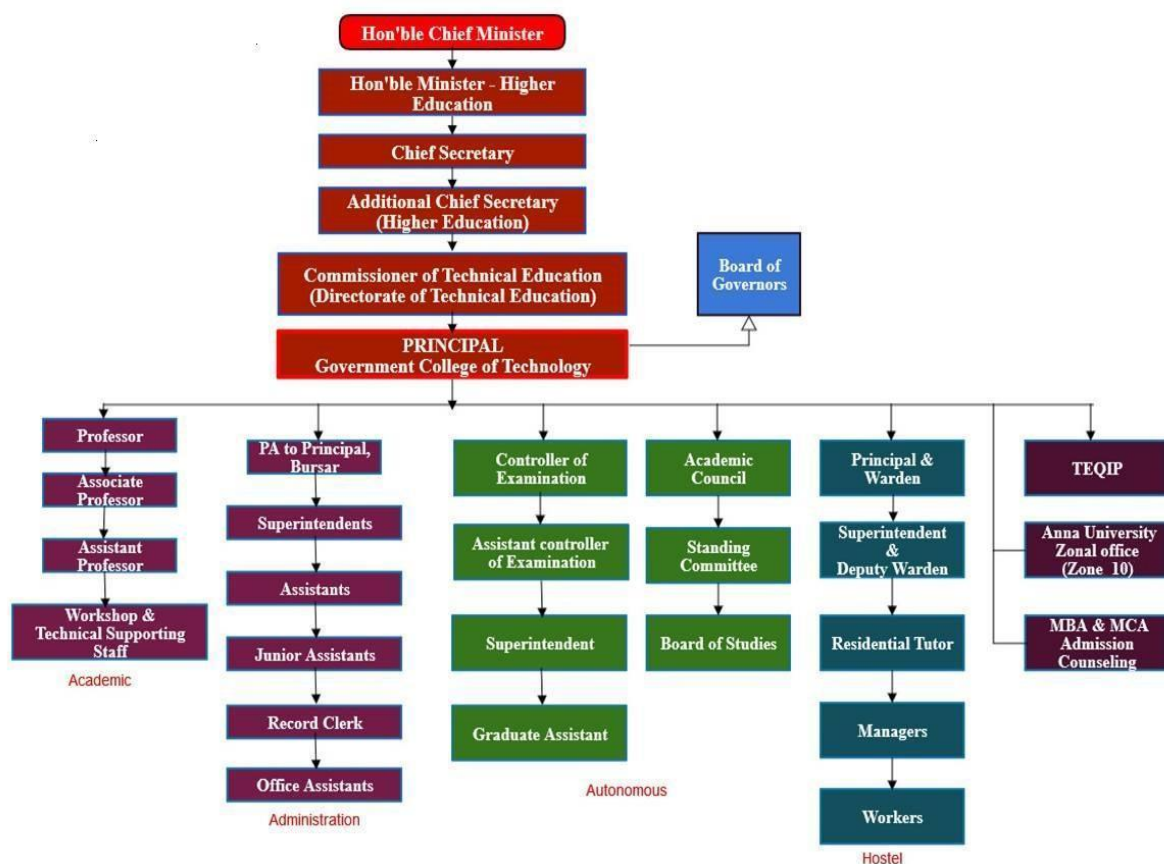 Hon'ble Chief Minister
Hon'ble Minister - Higher
Education
Chief Secretary
Additional Chief Secretary
(Higher Education)
Commissioner of Technical Education
(Directorate of Technical Education)
Board of
Governors
PRINCIPAL
Government College of Technology
Professor
Associate
Professor
Assistant
Professor
Workshop &
Technical Supporting
Staff
Academic
PA to Principal,
Bursar
Superintendents
Assistants
Junior Assistants
Record Clerk
Office Assistants
Administration
Controller of
Examination
Assistant controller
of Examination
Superintendent
Graduate Assistant
Academic
Council
Standing
Committee
Board of Studies
Autonomous
Principal &
Warden
Superintendent
&
Deputy Warden
Residential Tutor
Managers
Workers
Hostel
TEQIP
Anna University
Zonal office
(Zone 10)
MBA & MCA
Admission
Counseling